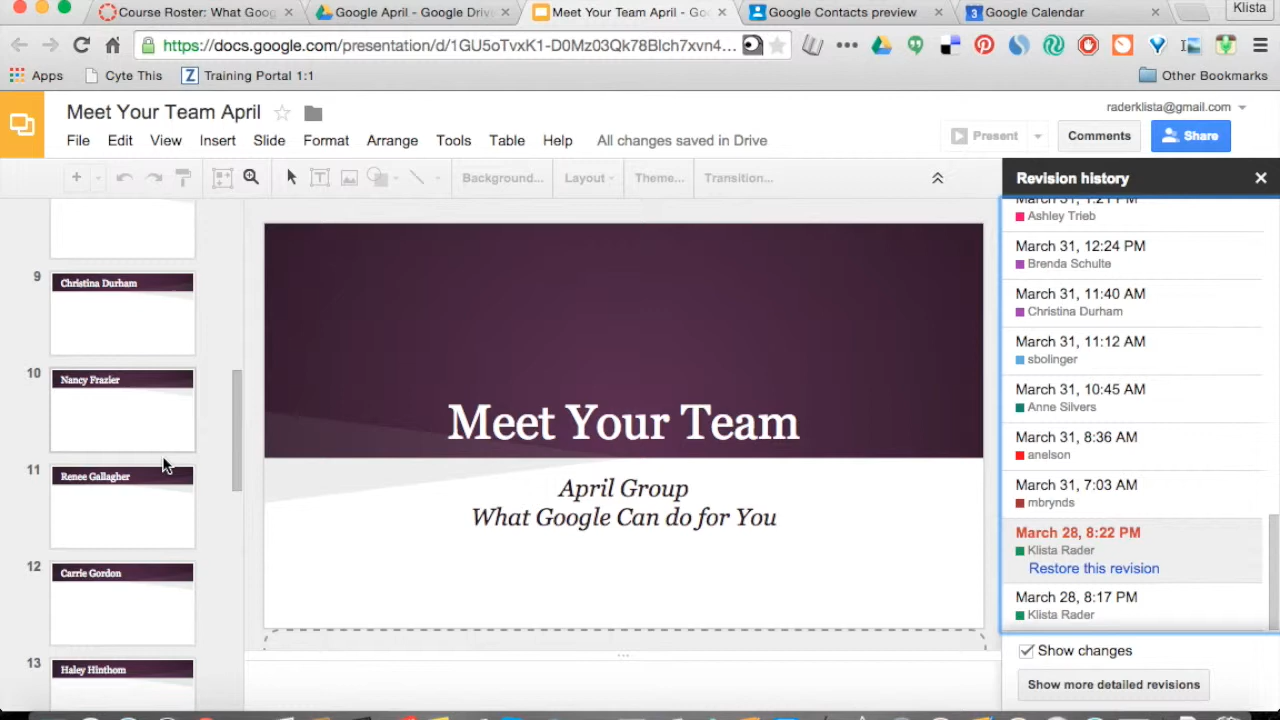 Klista
Course Roster: What Goog
Google April - Google Driv
Meet Your Team April - Go
Google Contacts preview
Google Calendar
https://docs.google.com/presentation/d/1GU5oTvxK1-D0Mz03Qk78Blch7xvn4...
Apps
Cyte This
Training Portal 1:1
Other Bookmarks
Meet Your Team April
raderklista@gmail.com
File Edit View Insert Slide Format Arrange Tools Table Help All changes saved in Drive
Present
Comments
Share
Background...
Layout
Theme...
Transition...
Revision history
9
Christina Durham
10
Nancy Frazier
11
Renee Gallagher
12
Carrie Gordon
13
Haley Hinthom
Meet Your Team
April Group
What Google Can do for You
March 31, 1:21 PM
Ashley Trieb
March 31, 12:24 PM
Brenda Schulte
March 31, 11:40 AM
Christina Durham
March 31, 11:12 AM
sbolinger
March 31, 10:45 AM
Anne Silvers
March 31, 8:36 AM
anelson
March 31, 7:03 AM
mbrynds
March 28, 8:22 PM
Klista Rader
Restore this revision
March 28, 8:17 PM
Klista Rader
Show changes
Show more detailed revisions